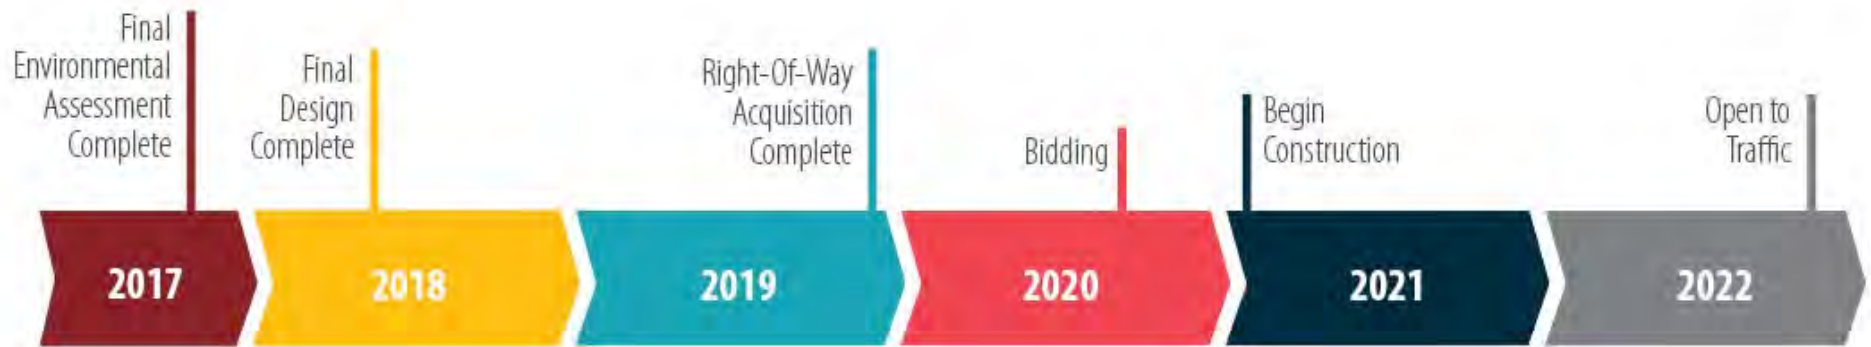 Final
Environmental
Assessment
Complete
Final
Design
Complete
Right-Of-Way
Acquisition
Complete
Bidding
Begin
Construction
Open to
Traffic
2017
2018
2019
2020
2021
2022